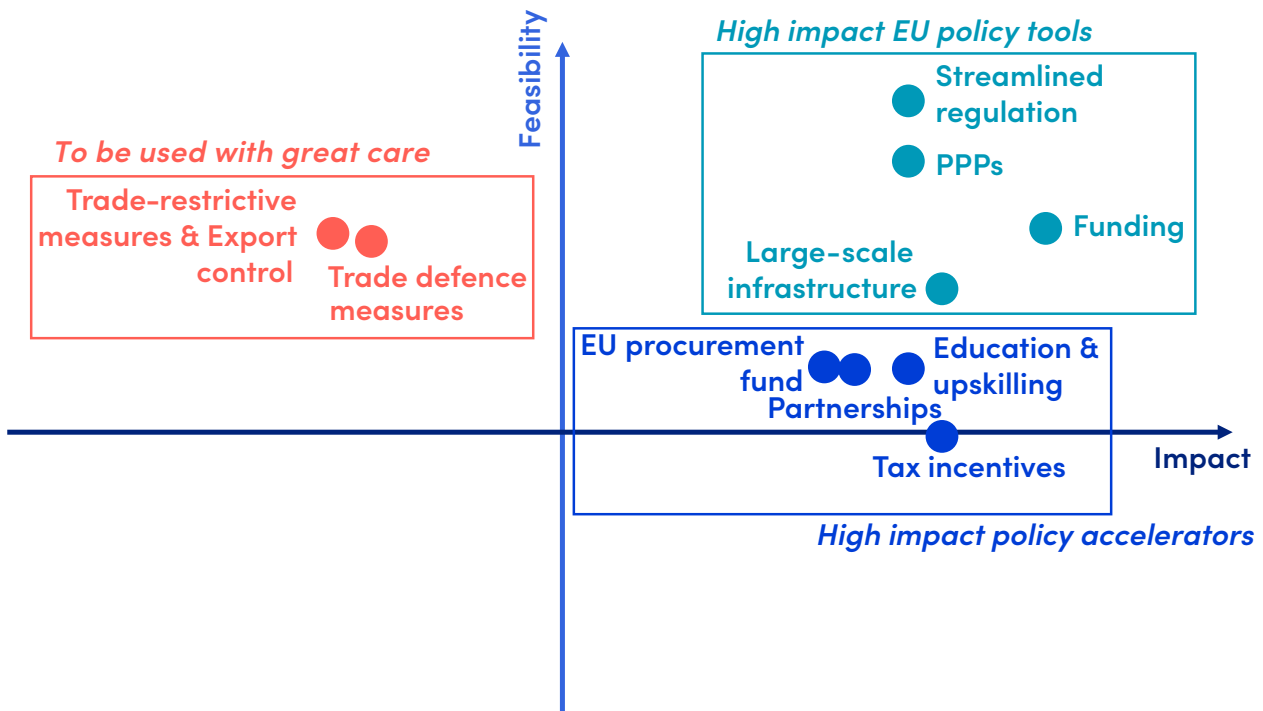 Feasibility
High impact EU policy tools
Streamlined
regulation
PPPs
Funding
Large-scale
infrastructure
To be used with great care
Trade-restrictive
measures & Export
control
Trade defence
measures
EU procurement
fund
Partnerships
Education &
upskilling
Tax incentives
Impact
High impact policy accelerators